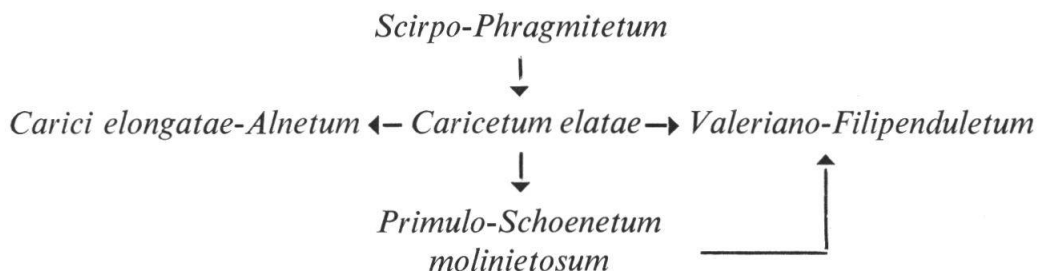 Scirpo-Phragmitetum
Carici elongatae-Alnetum Caricetum elatae Valeriano-Filipenduletum
Primulo-Schoenetum
molinietosum